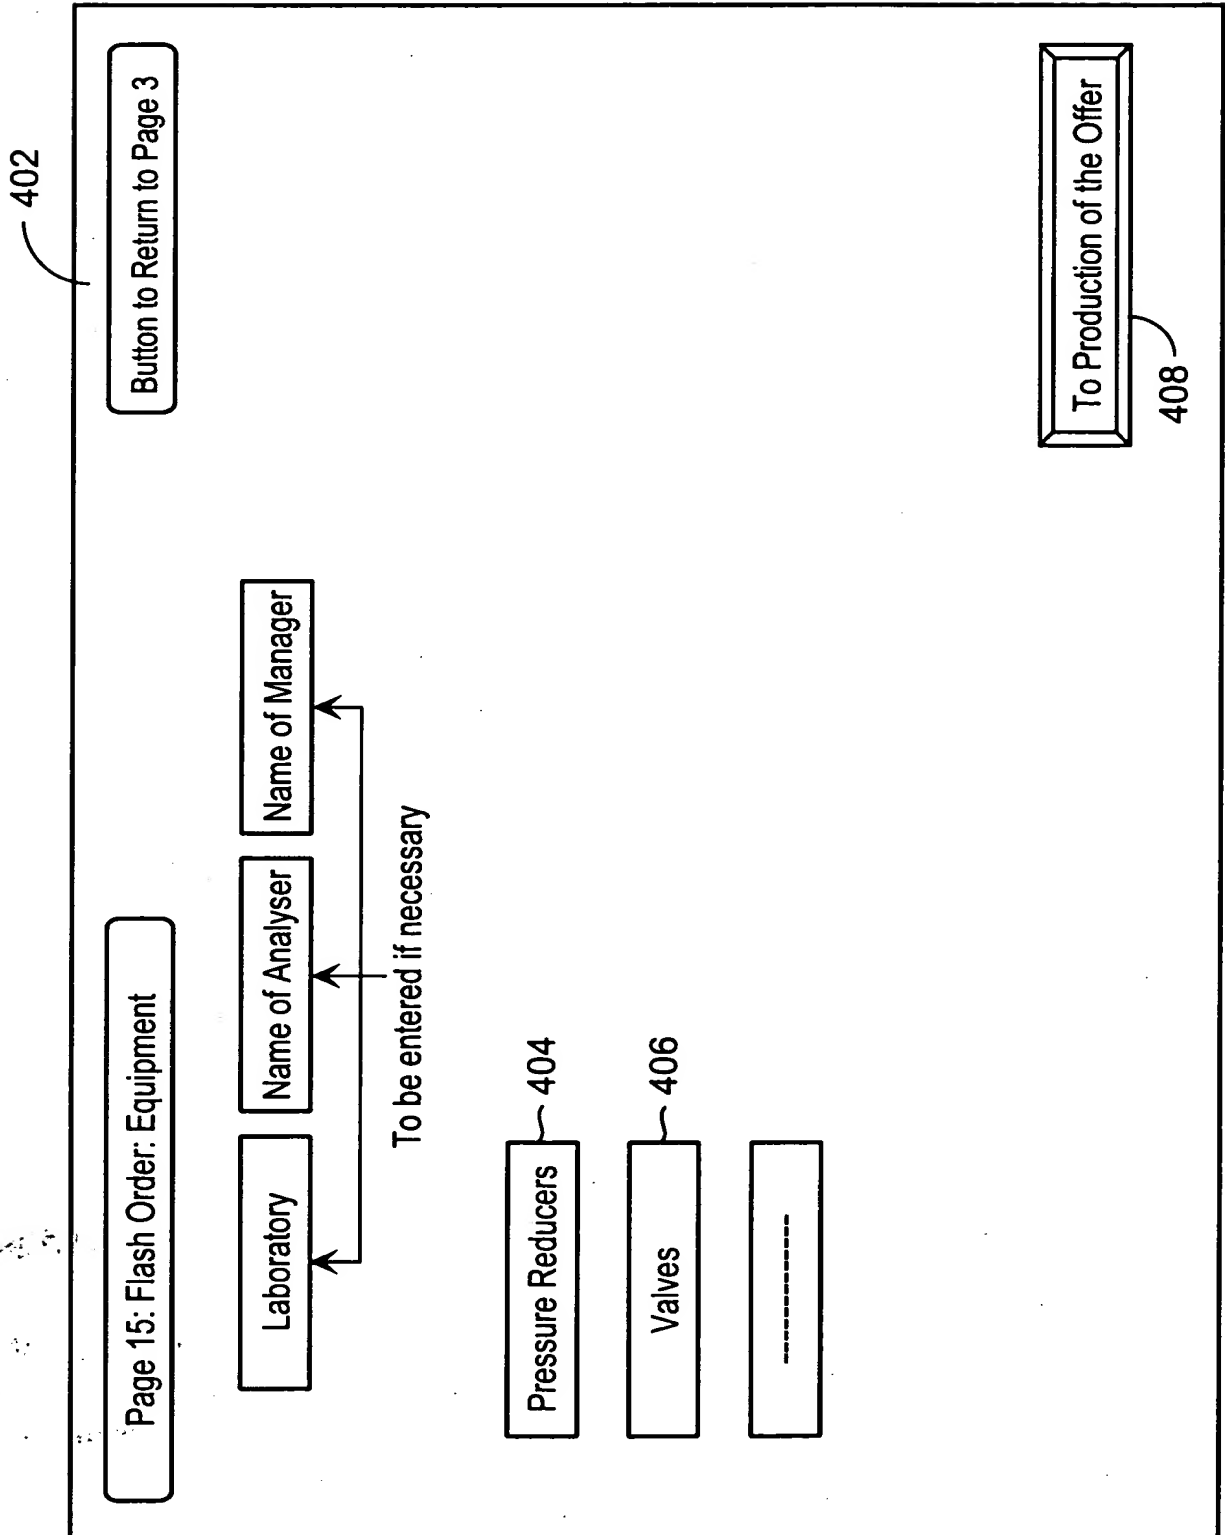 402
Page 15: Flash Order: Equipment
Button to Return to Page 3
Laboratory
Name of Analyser
Name of Manager
To be entered if necessary
Pressure Reducers
404
Valves
406
------------
To Production of the Offer
408